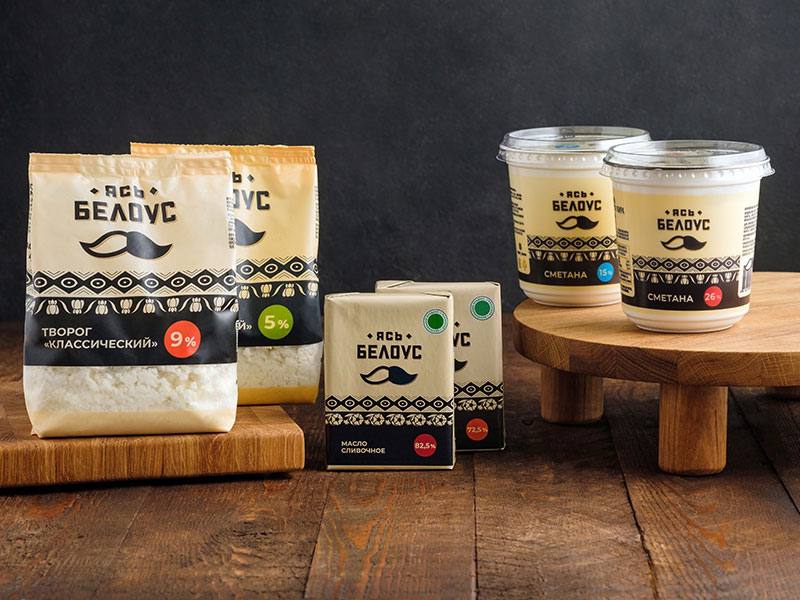 ЯСЬ
БЕЛОУС
ТВОРОГ
«КЛАССИЧЕСКИЙ»
9%
5%
ЯСЬ
БЕЛОУС
МАСЛО
СЛИВОЧНОЕ
82,5%
72,5%
ЯСЬ
БЕЛОУС
СМЕТАНА
15%
ЯСЬ
БЕЛОУС
СМЕТАНА
26%